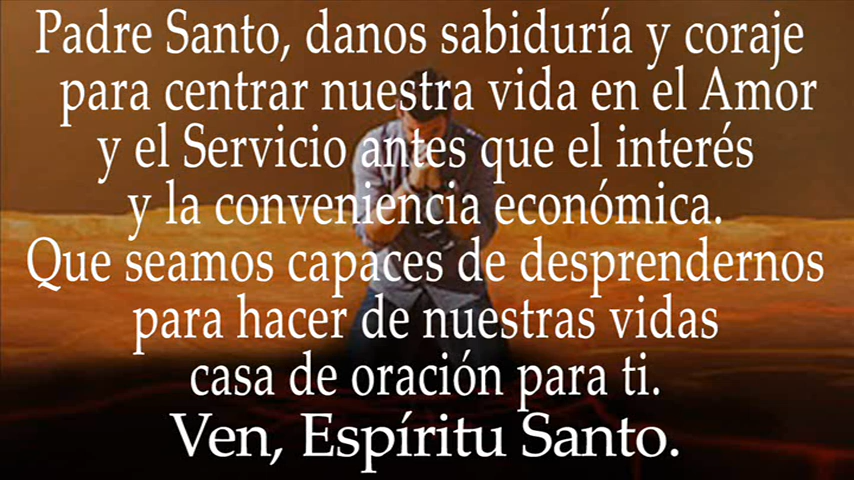 Padre Santo, danos sabiduría y coraje
para centrar nuestra vida en el Amor
y el Servicio antes que el interés
y la conveniencia económica.
Que seamos capaces de desprendernos
para hacer de nuestras vidas
casa de oración para ti.
Ven, Espíritu Santo.